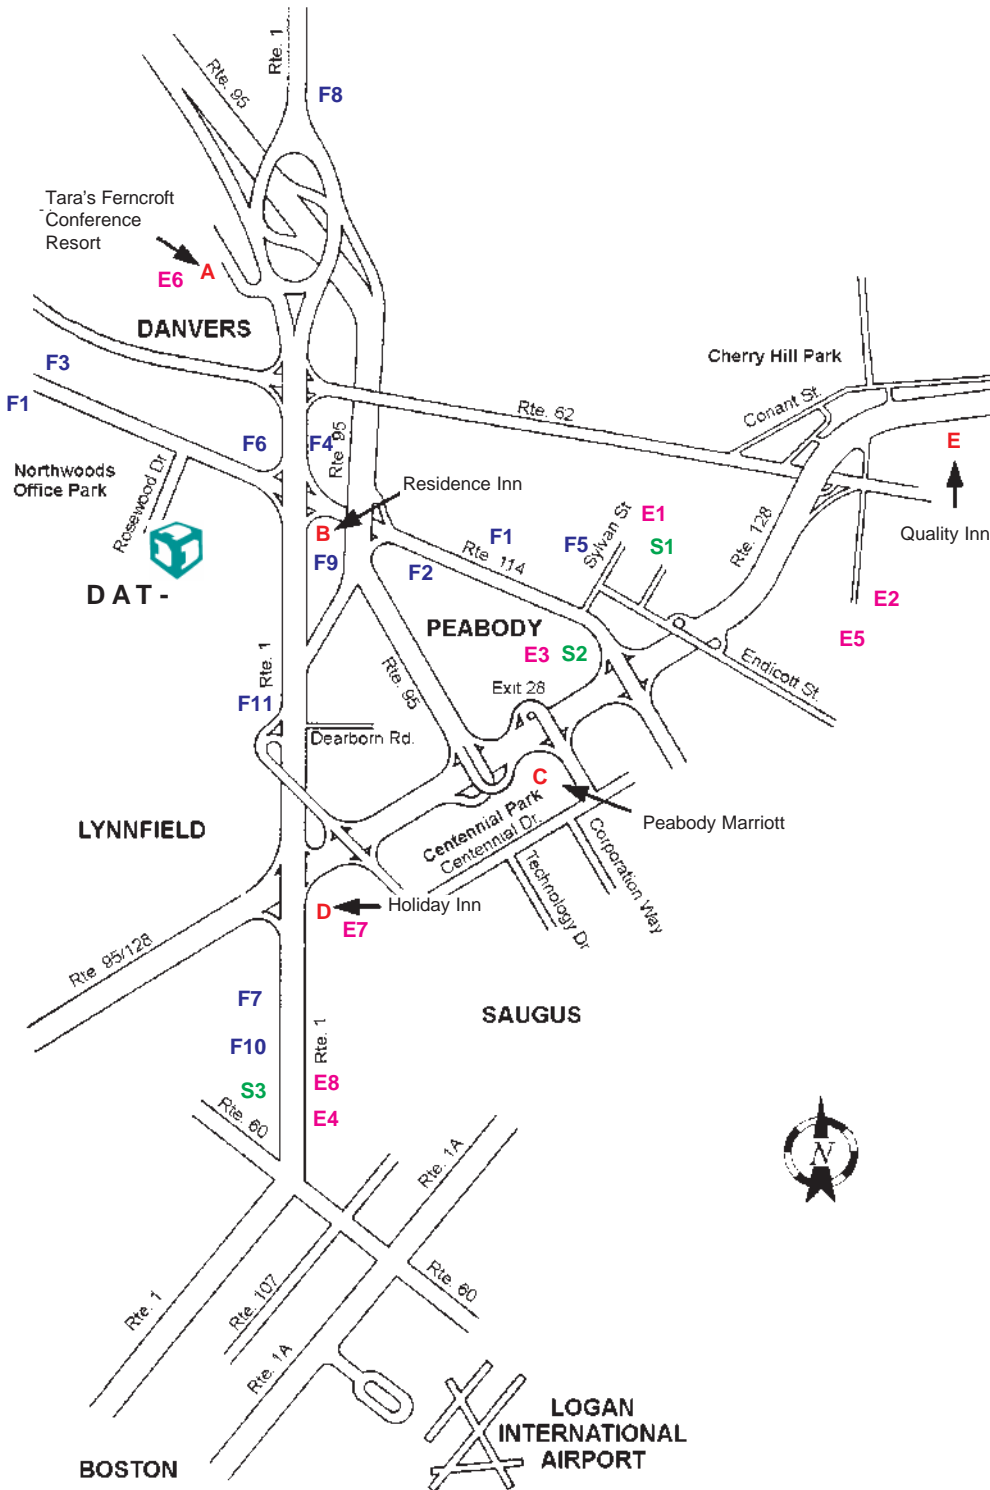 Rte. 1
Rte. 95
F8
Tara's Ferncroft
Conference
Resort
A
E6
DANVERS
F3
F1
Cherry Hill Park
Conant St.
Rte. 62
F6
F4
Rte. 95
E
Northwoods
Office Park
Rosewood Dr.
Residence Inn
B
E1
Quality Inn
Sylvan St
S1
Rte. 128
F1
F5
Rte. 114
F9
F2
DAT-
E2
E5
PEABODY
E3
S2
Endicott St.
Rte. 1
Rte. 95
Exit 28
F11
Dearborn Rd.
C
Peabody Marriott
LYNNFIELD
Centennial Park
Centennial Dr.
Corporation Way
Technology Dr
D
Holiday Inn
E7
Rte 95/128
F7
SAUGUS
F10
Rte. 1
E8
S3
E4
Rte. 60
Rte. 1A
N
Rte. 60
Rte. 1
Rte. 107
Rte. 1A
LOGAN
INTERNATIONAL
AIRPORT
BOSTON